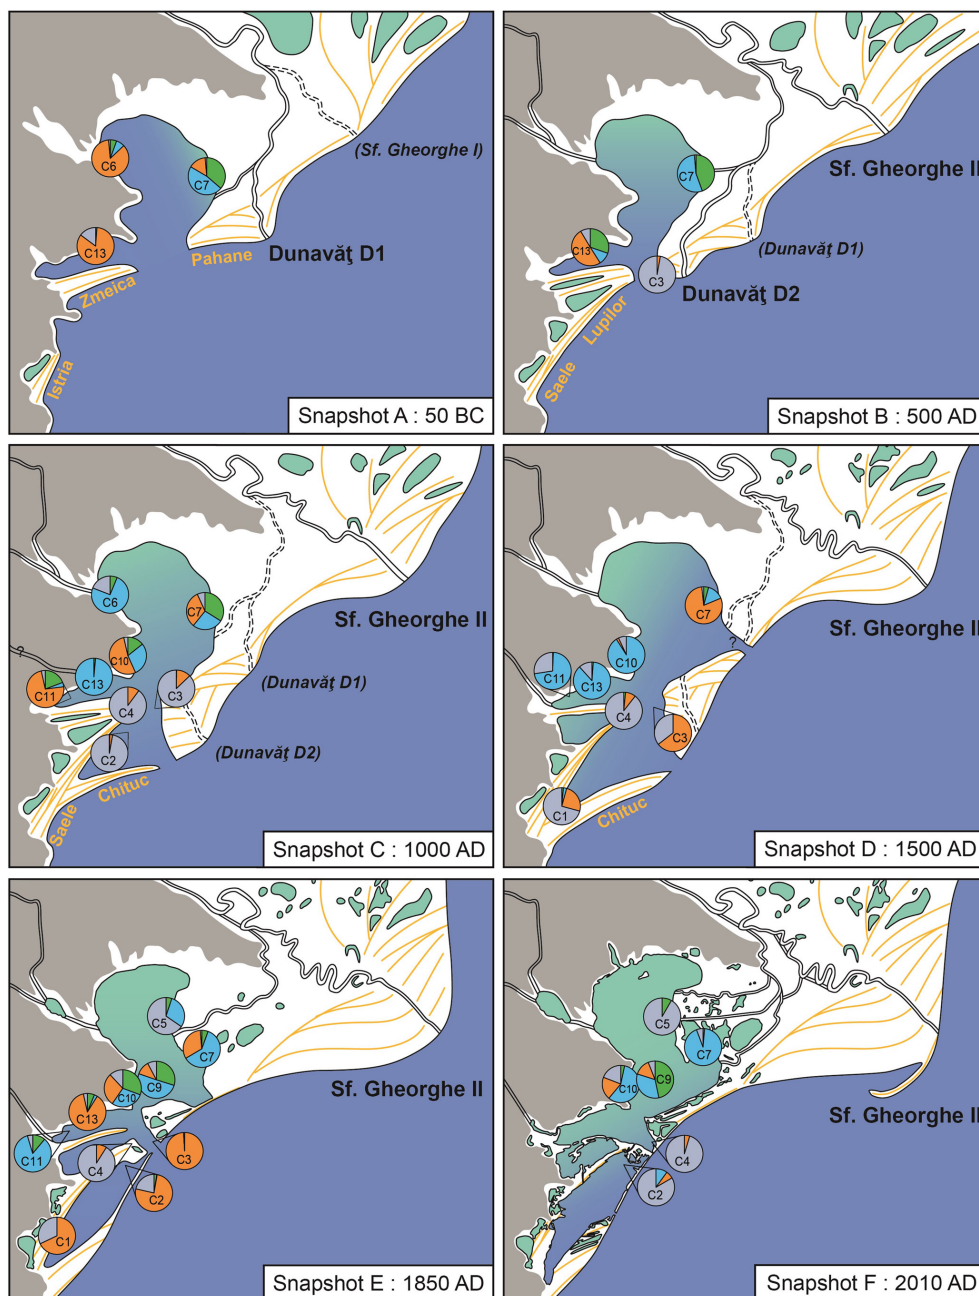 C6
C7
(Sf. Gheorghe I)
C13
Pahane
Dunavăţ D1
Zmeica
Istria
Snapshot A : 50 BC
C7
Sf. Gheorghe II
C13
(Dunavăţ D1)
C3
Dunavăţ D2
Lupilor
Saele
Snapshot B : 500 AD
C6
C7
Sf. Gheorghe II
?
C10
C13
C11
C3
(Dunavăţ D1)
C4
C2
(Dunavăţ D2)
Chituc
Saele
Snapshot C : 1000 AD
C7
Sf. Gheorghe II
?
C10
C11
C13
C4
C3
Chituc
C1
Snapshot D : 1500 AD
C5
C7
C9
C10
Sf. Gheorghe II
C13
C11
C4
C3
C2
C1
Snapshot E : 1850 AD
C5
C7
C10
C9
Sf. Gheorghe II
C4
C2
Snapshot F : 2010 AD